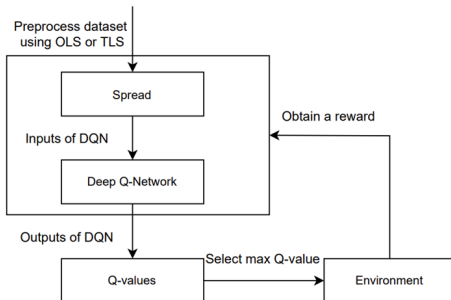 Preprocess dataset
using OLS or TLS
Spread
Obtain a reward
Inputs of DQN
Deep Q-Network
Outputs of DQN
Select max Q-value
Q-values
Environment